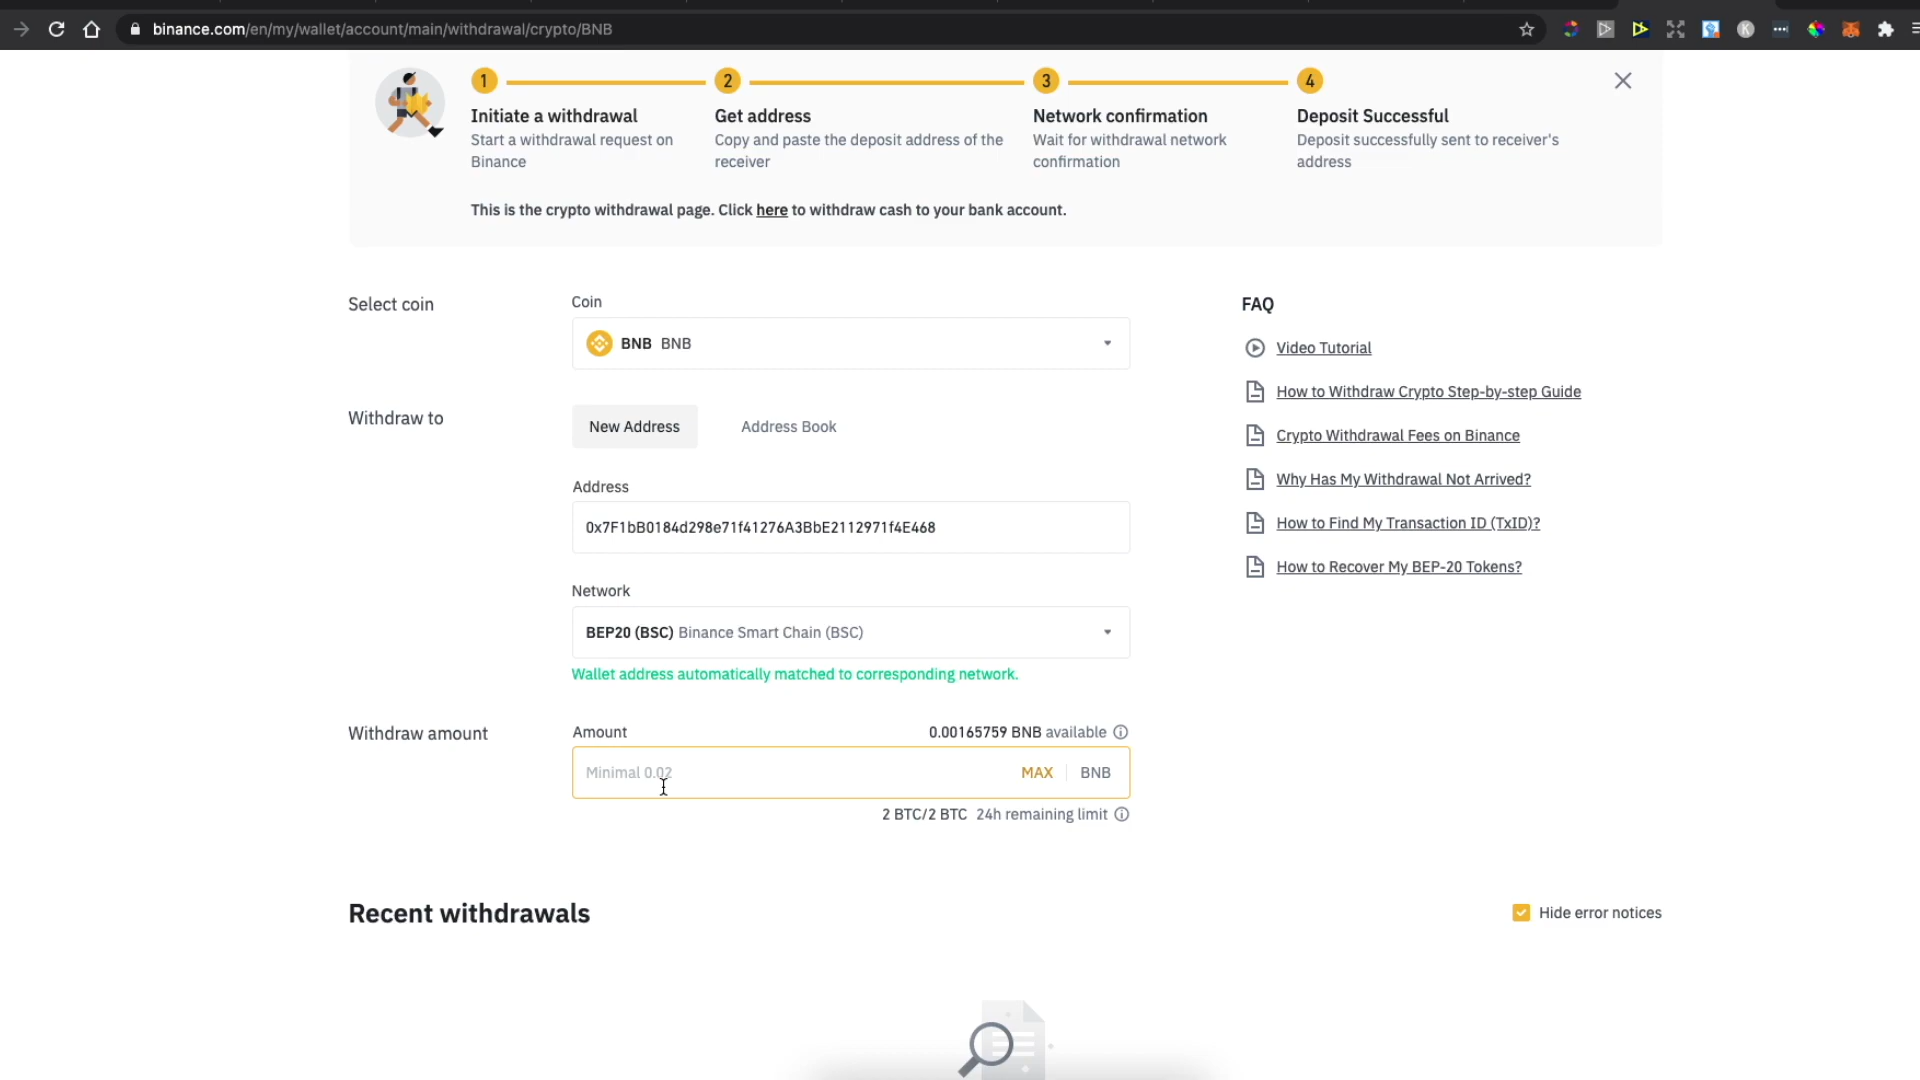 binance.com/en/my/wallet/account/main/withdrawal/crypto/BNB
K
1
2
3
4
Initiate a withdrawal
Start a withdrawal request on
Binance
Get address
Copy and paste the deposit address of the
receiver
Network confirmation
Wait for withdrawal network
confirmation
Deposit Successful
Deposit successfully sent to receiver's
address
This is the crypto withdrawal page. Click here to withdraw cash to your bank account.
Select coin
Coin
BNB BNB
Withdraw to
New Address
Address Book
Address
0x7F1bB0184d298e71f41276A3BbE2112971f4E468
Network
BEP20 (BSC) Binance Smart Chain (BSC)
Wallet address automatically matched to corresponding network.
Withdraw amount
Amount
0.00165759 BNB available
Minimal 0.02
MAX
BNB
2 BTC/2 BTC 24h remaining limit
FAQ
Video Tutorial
How to Withdraw Crypto Step-by-step Guide
Crypto Withdrawal Fees on Binance
Why Has My Withdrawal Not Arrived?
How to Find My Transaction ID (TxID)?
How to Recover My BEP-20 Tokens?
Recent withdrawals
Hide error notices